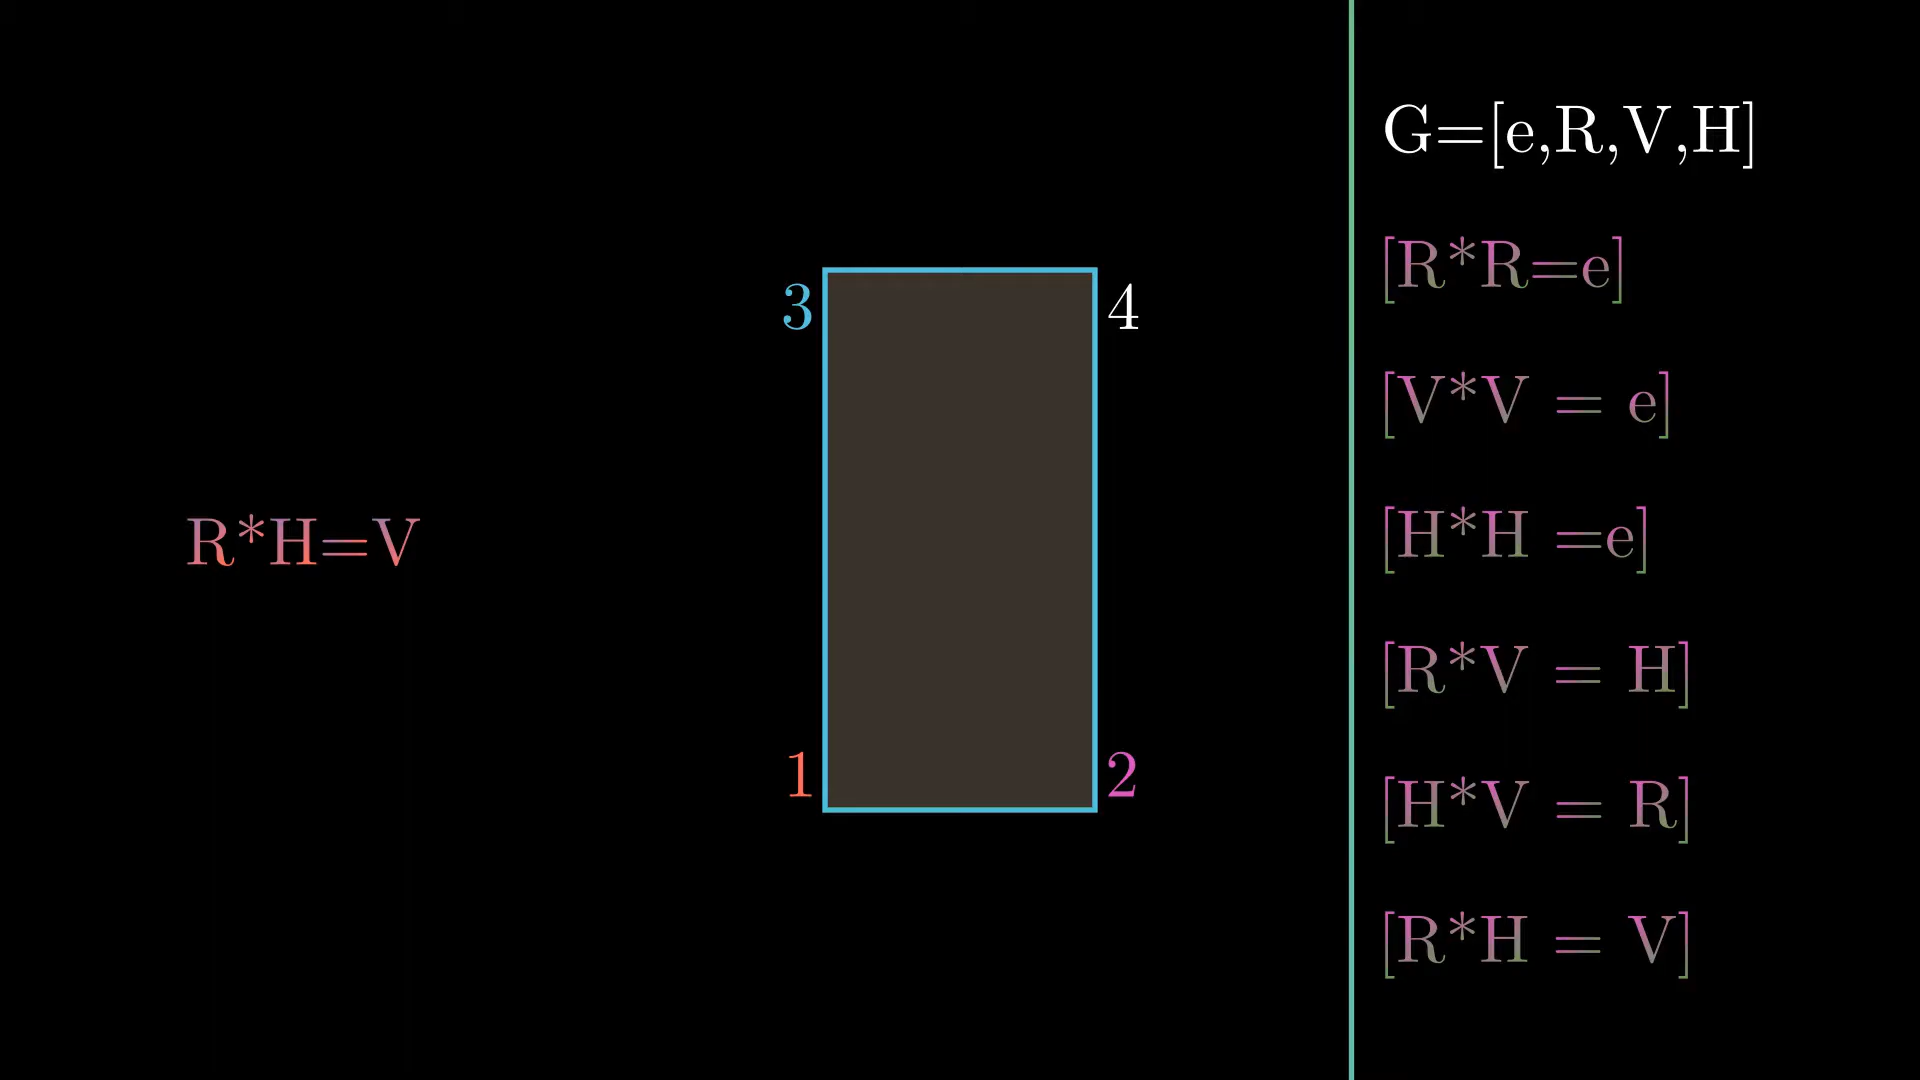 R*H=V
3 4
1 2
G=[e,R,V,H]
[R*R=e]
[V*V = e]
[H*H =e]
[R*V = H]
[H*V = R]
[R*H = V]